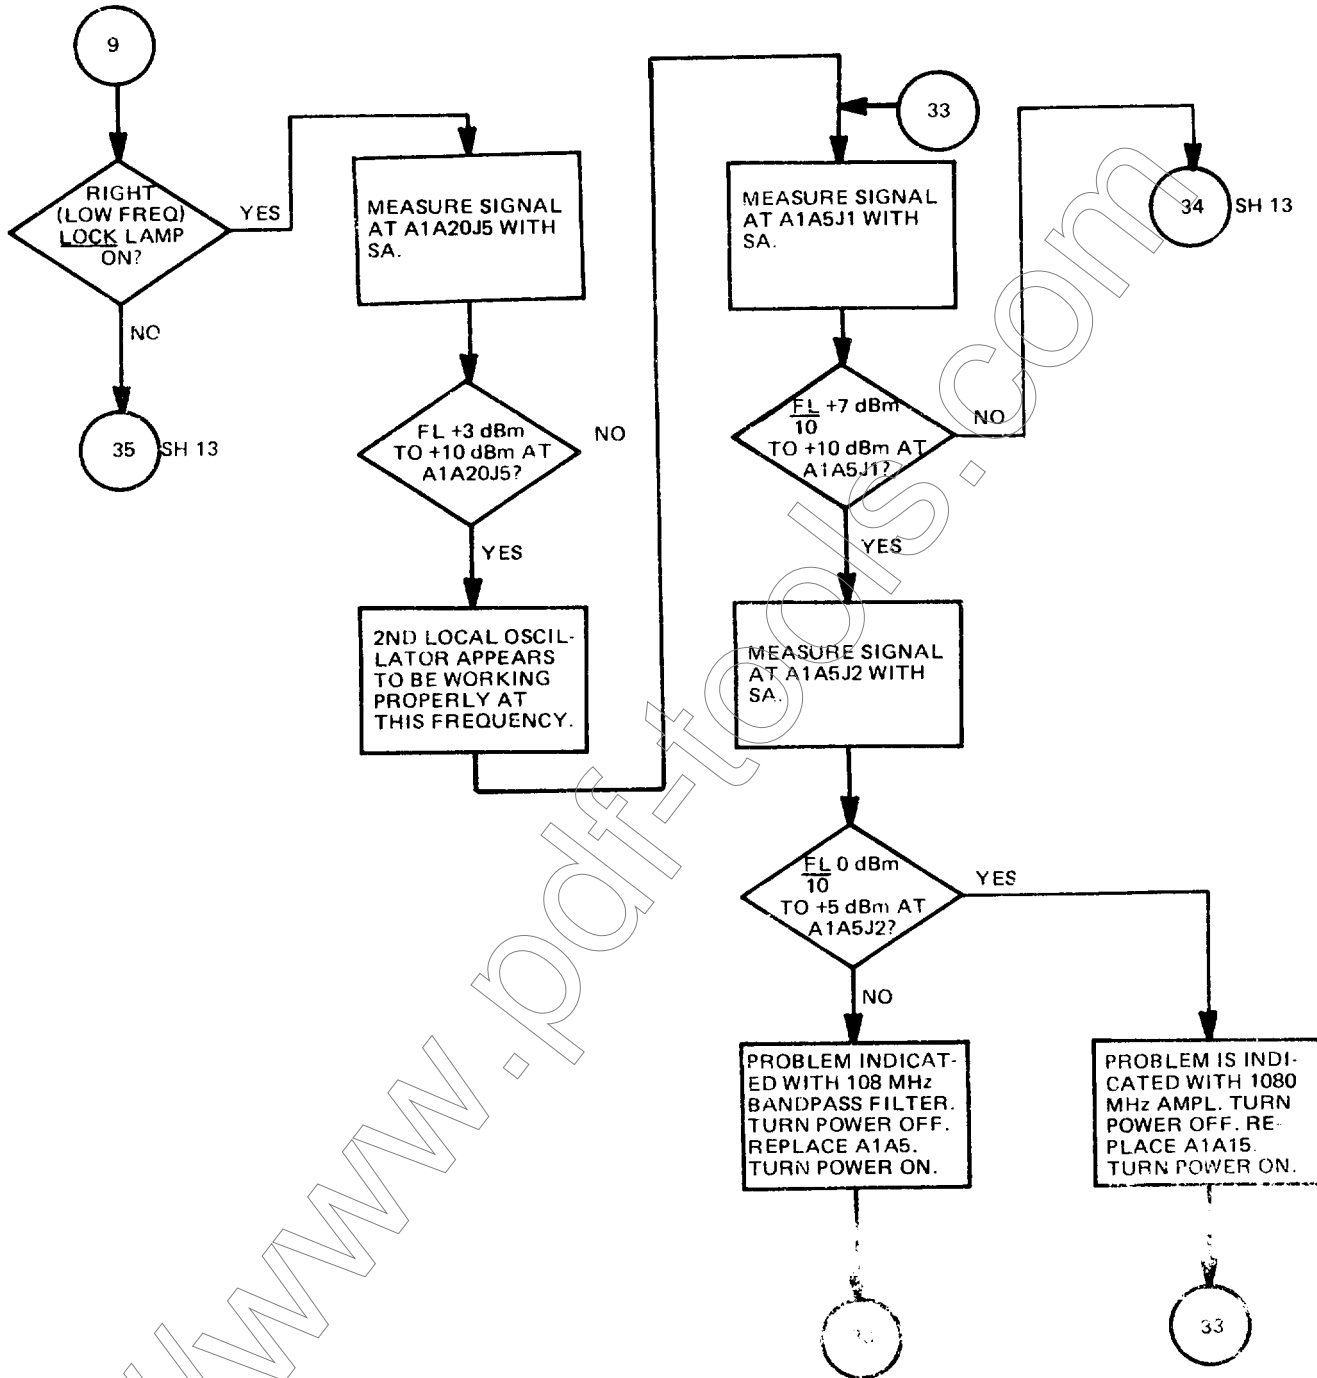 9
RIGHT
(LOW FREQ)
LOCK LAMP
ON?
YES
NO
35
SH 13
MEASURE SIGNAL
AT A1A20J5 WITH
SA.
FL +3 dBm
TO +10 dBm AT
A1A20J5?
NO
YES
2ND LOCAL OSCIL-
LATOR APPEARS
TO BE WORKING
PROPERLY AT
THIS FREQUENCY.
33
MEASURE SIGNAL
AT A1A5J1 WITH
SA.
FL +7 dBm
10
TO +10 dBm AT
A1A5J1?
NO
34
SH 13
YES
MEASURE SIGNAL
AT A1A5J2 WITH
SA.
FL 0 dBm
10
TO +5 dBm AT
A1A5J2?
YES
NO
PROBLEM INDICAT-
ED WITH 108 MHz
BANDPASS FILTER.
TURN POWER OFF.
REPLACE A1A5.
TURN POWER ON.
PROBLEM IS INDI-
CATED WITH 1080
MHz AMPL. TURN
POWER OFF. RE-
PLACE A1A15.
TURN POWER ON.
33
www.pdf-tools.com